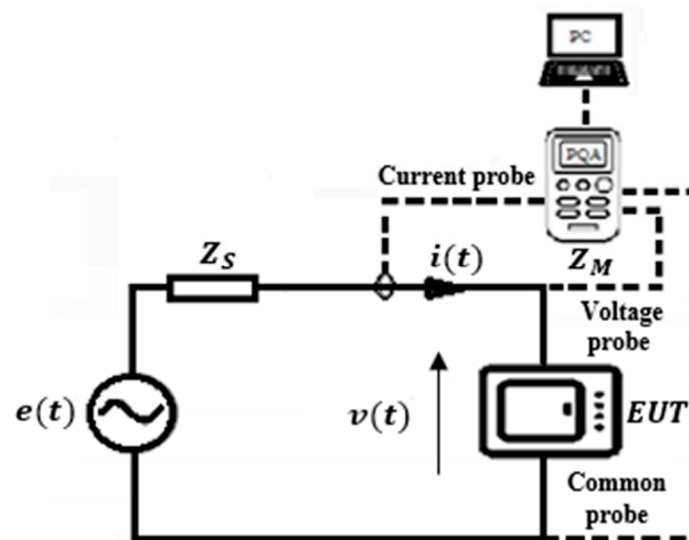 PC
PQA
Current probe
Z_S
i(t)
Z_M
Voltage
probe
e(t)
v(t)
EUT
Common
probe